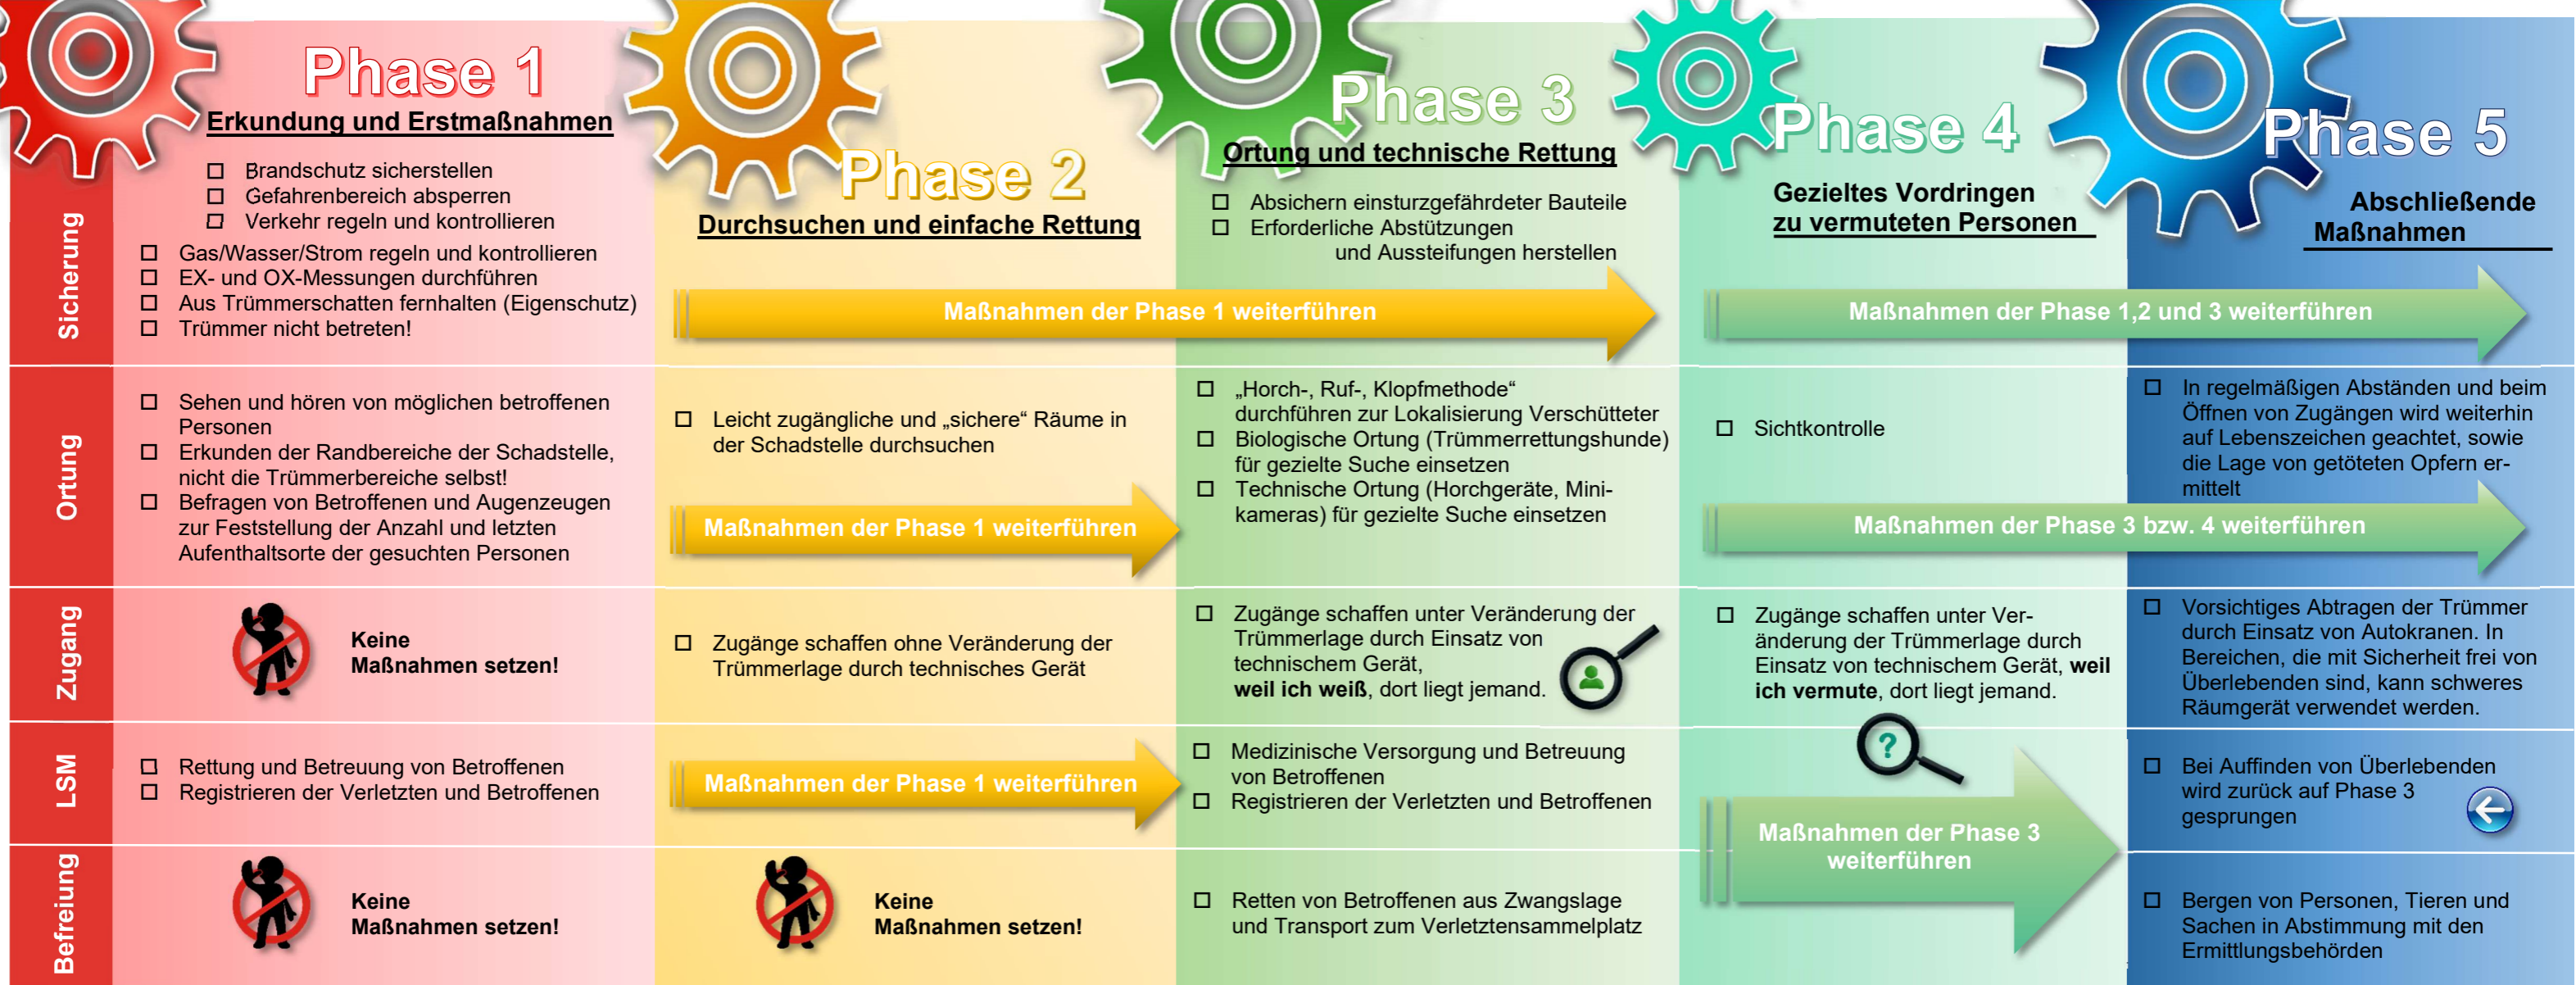 Phase 1
Erkundung und Erstmaßnahmen
Phase 2
Durchsuchen und einfache Rettung
Phase 3
Ortung und technische Rettung
Phase 4
Gezieltes Vordringen
zu vermuteten Personen
Phase 5
Abschließende
Maßnahmen
Sicherung
Brandschutz sicherstellen
Gefahrenbereich absperren
Verkehr regeln und kontrollieren
Gas/Wasser/Strom regeln und kontrollieren
EX- und OX-Messungen durchführen
Aus Trümmerschatten fernhalten (Eigenschutz)
Trümmer nicht betreten!
Absichern einsturzgefährdeter Bauteile
Erforderliche Abstützungen
und Aussteifungen herstellen
Maßnahmen der Phase 1 weiterführen
Maßnahmen der Phase 1,2 und 3 weiterführen
Ortung
Sehen und hören von möglichen betroffenen
Personen
Erkunden der Randbereiche der Schadstelle,
nicht die Trümmerbereiche selbst!
Befragen von Betroffenen und Augenzeugen
zur Feststellung der Anzahl und letzten
Aufenthaltsorte der gesuchten Personen
Leicht zugängliche und „sichere“ Räume in
der Schadstelle durchsuchen
Maßnahmen der Phase 1 weiterführen
„Horch-, Ruf-, Klopfmethode“
durchführen zur Lokalisierung Verschütteter
Biologische Ortung (Trümmerrettungshunde)
für gezielte Suche einsetzen
Technische Ortung (Horchgeräte, Mini-
kameras) für gezielte Suche einsetzen
Sichtkontrolle
In regelmäßigen Abständen und beim
Öffnen von Zugängen wird weiterhin
auf Lebenszeichen geachtet, sowie
die Lage von getöteten Opfern er-
mittelt
Maßnahmen der Phase 3 bzw. 4 weiterführen
Zugang
Keine
Maßnahmen setzen!
Zugänge schaffen ohne Veränderung der
Trümmerlage durch technisches Gerät
Zugänge schaffen unter Veränderung der
Trümmerlage durch Einsatz von
technischem Gerät,
weil ich weiß, dort liegt jemand.
Zugänge schaffen unter Ver-
änderung der Trümmerlage durch
Einsatz von technischem Gerät, weil
ich vermute, dort liegt jemand.
?
Vorsichtiges Abtragen der Trümmer
durch Einsatz von Autokranen. In
Bereichen, die mit Sicherheit frei von
Überlebenden sind, kann schweres
Räumgerät verwendet werden.
LSM
Rettung und Betreuung von Betroffenen
Registrieren der Verletzten und Betroffenen
Maßnahmen der Phase 1 weiterführen
Medizinische Versorgung und Betreuung
von Betroffenen
Registrieren der Verletzten und Betroffenen
Maßnahmen der Phase 3
weiterführen
Bei Auffinden von Überlebenden
wird zurück auf Phase 3
gesprungen
Befreiung
Keine
Maßnahmen setzen!
Keine
Maßnahmen setzen!
Retten von Betroffenen aus Zwangslage
und Transport zum Verletztensammelplatz
Bergen von Personen, Tieren und
Sachen in Abstimmung mit den
Ermittlungsbehörden